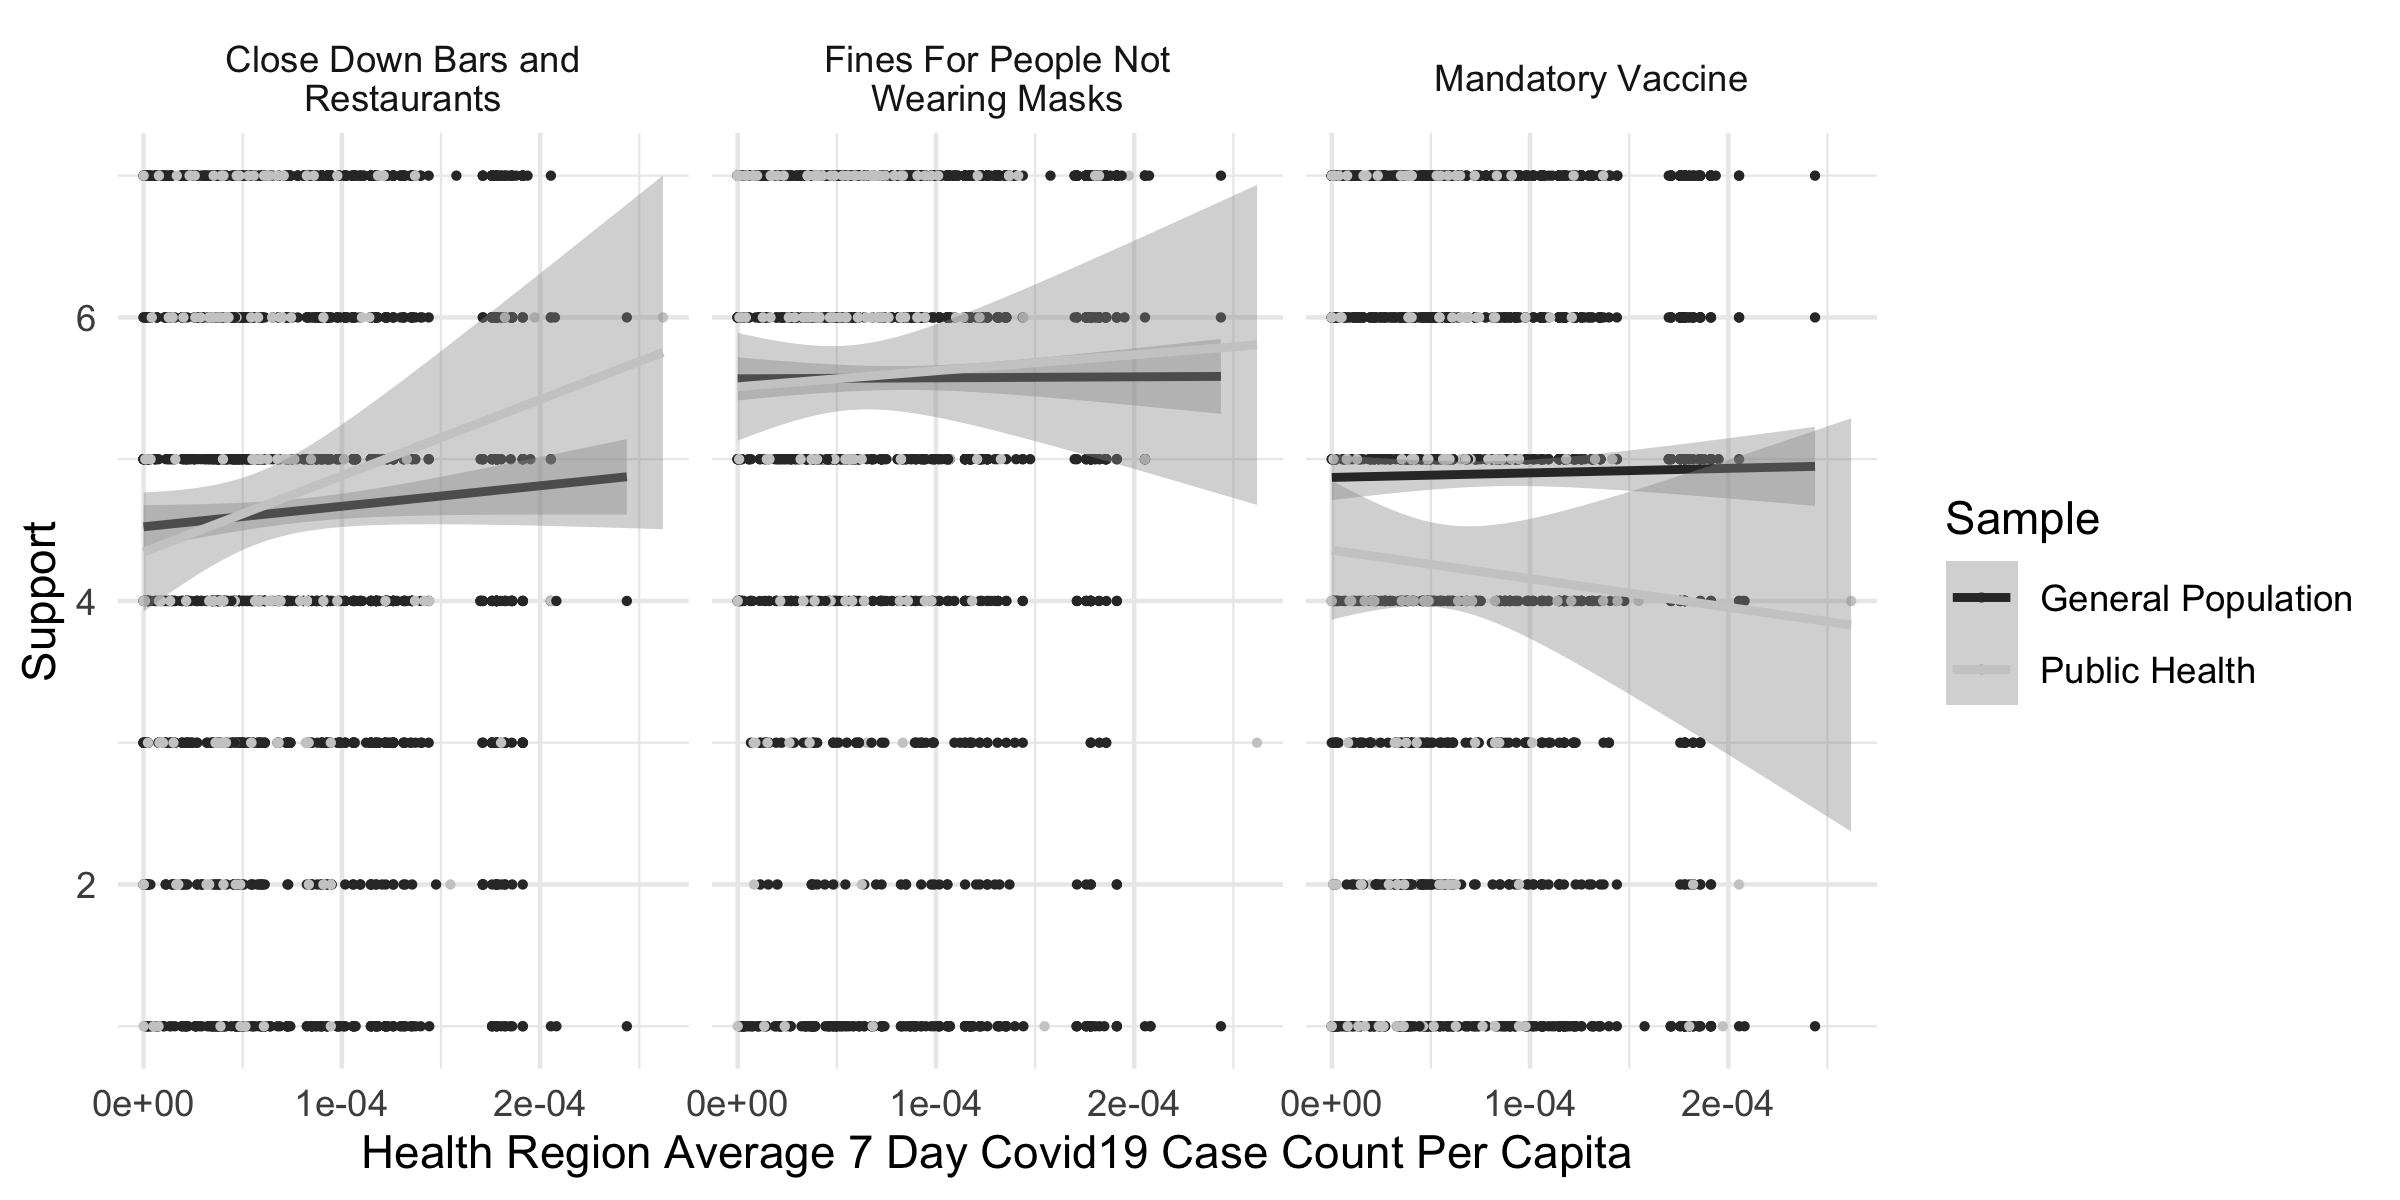 Close Down Bars and
Restaurants
Fines For People Not
Wearing Masks
Mandatory Vaccine
Support
6
4
2
0e+00 1e-04 2e-04 0e+00 1e-04 2e-04 0e+00 1e-04 2e-04
Health Region Average 7 Day Covid19 Case Count Per Capita
Sample
General Population
Public Health